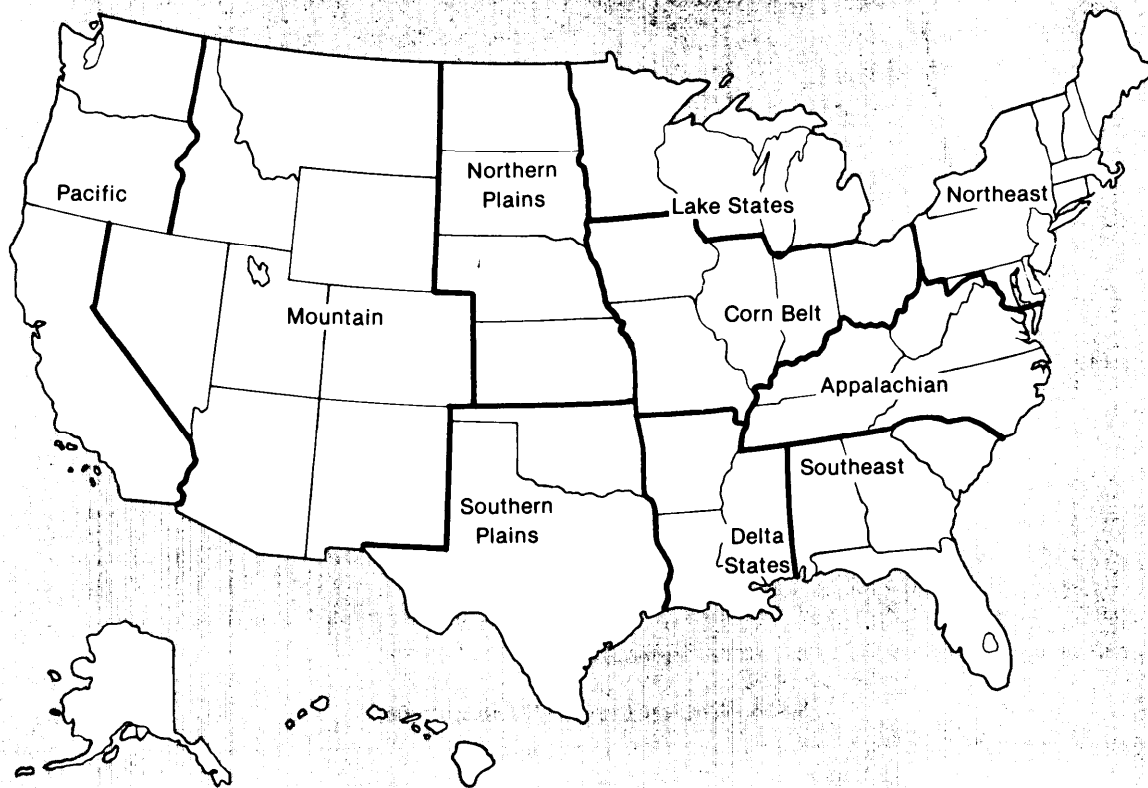 Pacific
Northern
Plains
Lake States
Northeast
Mountain
Corn Belt
Appalachian
Southeast
Southern
Plains
Delta
States